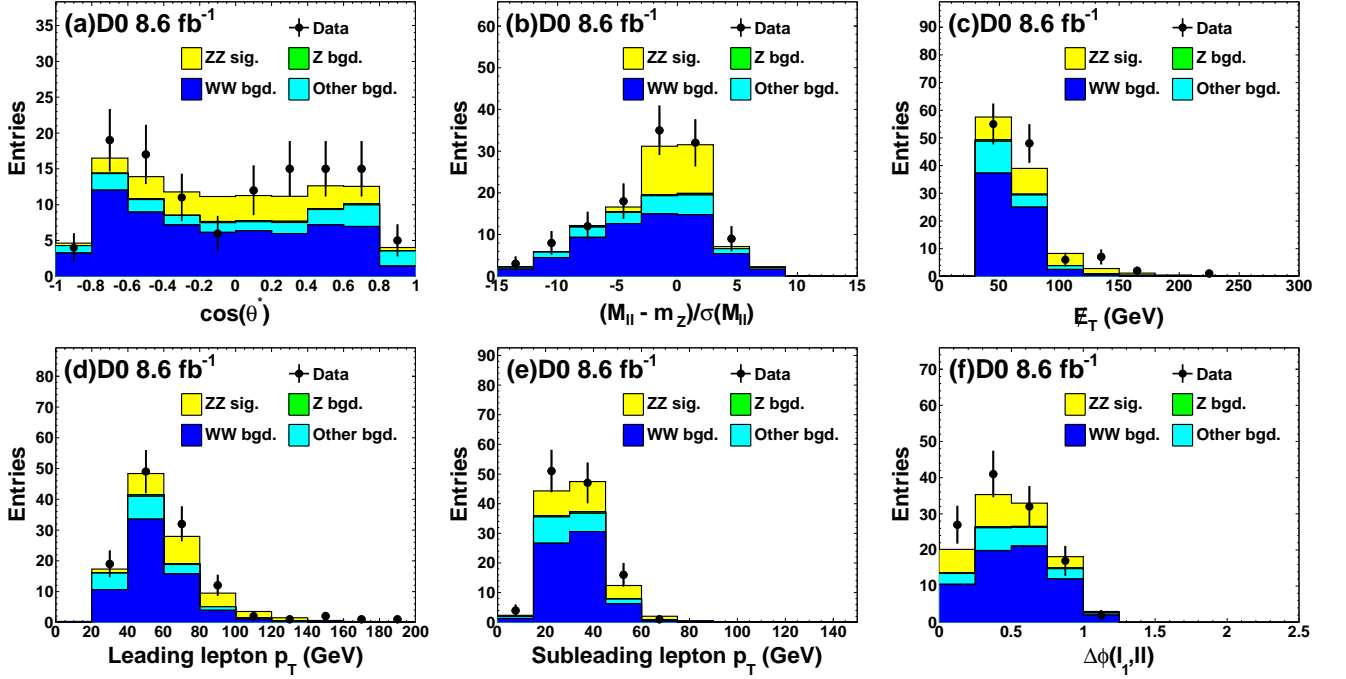 (a)D0 8.6 fb⁻¹
Data
ZZ sig.
Z bgd.
WW bgd.
Other bgd.
Entries
35
30
25
20
15
10
5
0
-1 -0.8 -0.6 -0.4 -0.2 0 0.2 0.4 0.6 0.8 1
cos(θ*)
(b)D0 8.6 fb⁻¹
Data
ZZ sig.
Z bgd.
WW bgd.
Other bgd.
Entries
60
50
40
30
20
10
0
-15 -10 -5 0 5 10 15
(M_ll - m_Z)/σ(M_ll)
(c)D0 8.6 fb⁻¹
Data
ZZ sig.
Z bgd.
WW bgd.
Other bgd.
Entries
90
80
70
60
50
40
30
20
10
0
0 50 100 150 200 250 300
E̸_T (GeV)
(d)D0 8.6 fb⁻¹
Data
ZZ sig.
Z bgd.
WW bgd.
Other bgd.
Entries
80
70
60
50
40
30
20
10
0
0 20 40 60 80 100 120 140 160 180 200
Leading lepton p_T (GeV)
(e)D0 8.6 fb⁻¹
Data
ZZ sig.
Z bgd.
WW bgd.
Other bgd.
Entries
90
80
70
60
50
40
30
20
10
0
0 20 40 60 80 100 120 140
Subleading lepton p_T (GeV)
(f)D0 8.6 fb⁻¹
Data
ZZ sig.
Z bgd.
WW bgd.
Other bgd.
Entries
70
60
50
40
30
20
10
0
0 0.5 1 1.5 2 2.5
Δϕ(l_1,ll)